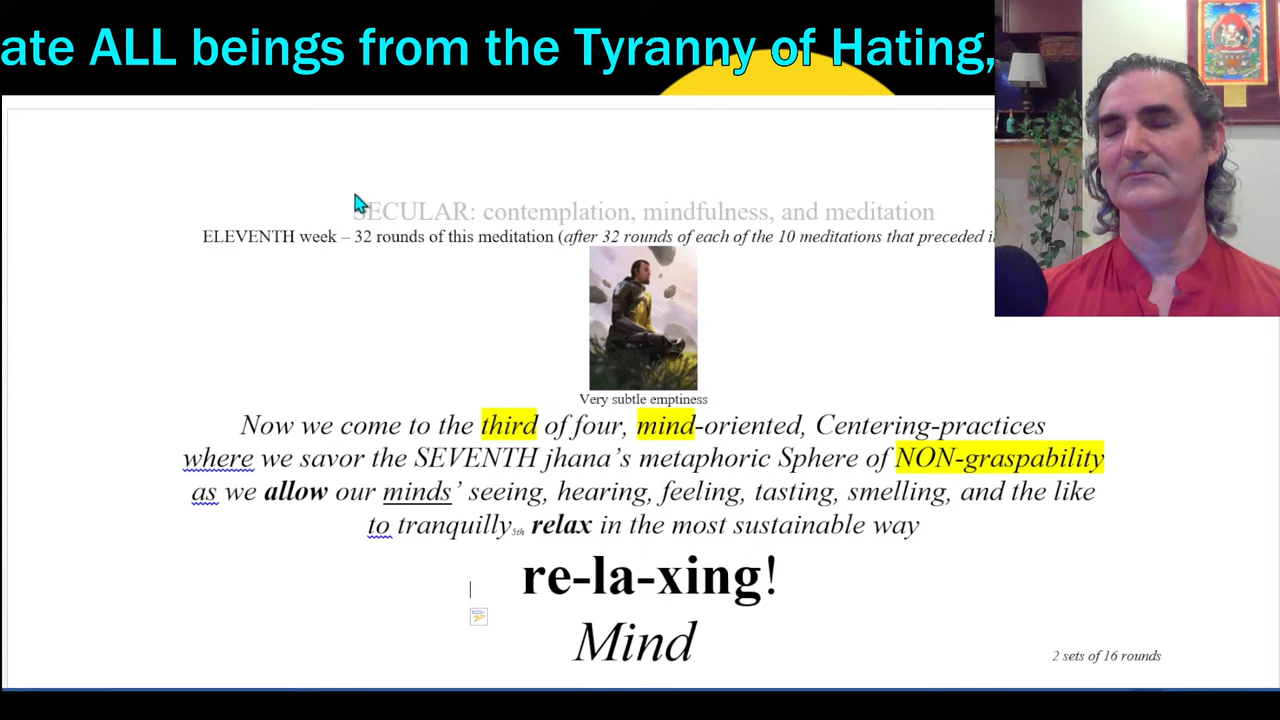 ate ALL beings from the Tyranny of Hating,
SECULAR: contemplation, mindfulness, and meditation
ELEVENTH week – 32 rounds of this meditation (after 32 rounds of each of the 10 meditations that preceded
Very subtle emptiness
Now we come to the third of four, mind-oriented, Centering-practices
where we savor the SEVENTH jhana’s metaphoric Sphere of NON-graspability
as we allow our minds’ seeing, hearing, feeling, tasting, smelling, and the like
to tranquilly5th relax in the most sustainable way
re-la-xing!
Mind
2 sets of 16 rounds